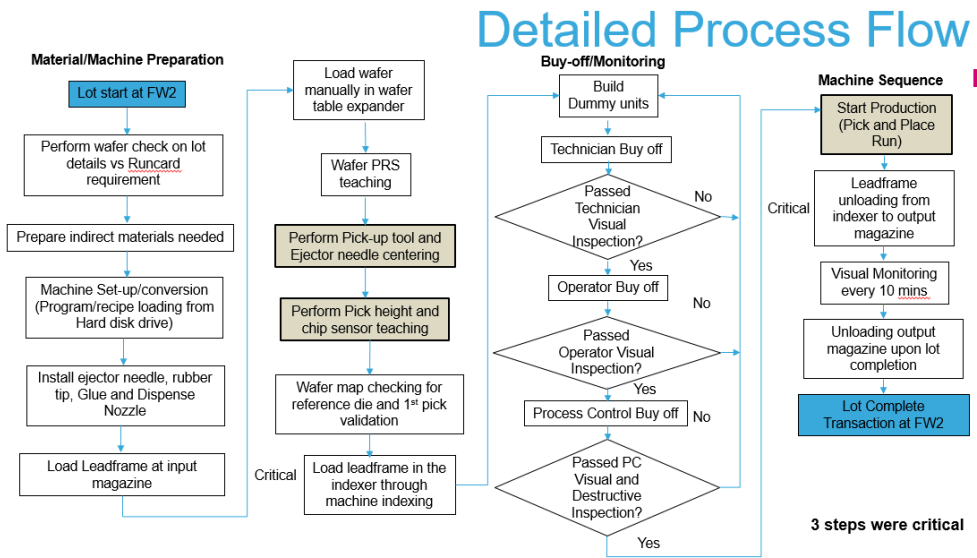 Detailed Process Flow
Material/Machine Preparation
Lot start at FW2
Perform wafer check on lot
details vs Runcard
requirement
Prepare indirect materials needed
Machine Set-up/conversion
(Program/recipe loading from
Hard disk drive)
Install ejector needle, rubber
tip, Glue and Dispense
Nozzle
Load Leadframe at input
magazine
Load wafer
manually in wafer
table expander
Wafer PRS
teaching
Perform Pick-up tool and
Ejector needle centering
Perform Pick height and
chip sensor teaching
Wafer map checking for
reference die and 1st pick
validation
Critical
Load leadframe in the
indexer through
machine indexing
Buy-off/Monitoring
Build
Dummy units
Technician Buy off
Passed
Technician
Visual
Inspection?
No
Yes
Operator Buy off
No
Passed
Operator Visual
Inspection?
Yes
Process Control Buy off
No
Passed PC
Visual and
Destructive
Inspection?
Yes
Machine Sequence
Start Production
(Pick and Place
Run)
Critical
Leadframe
unloading from
indexer to output
magazine
Visual Monitoring
every 10 mins
Unloading output
magazine upon lot
completion
Lot Complete
Transaction at FW2
3 steps were critical